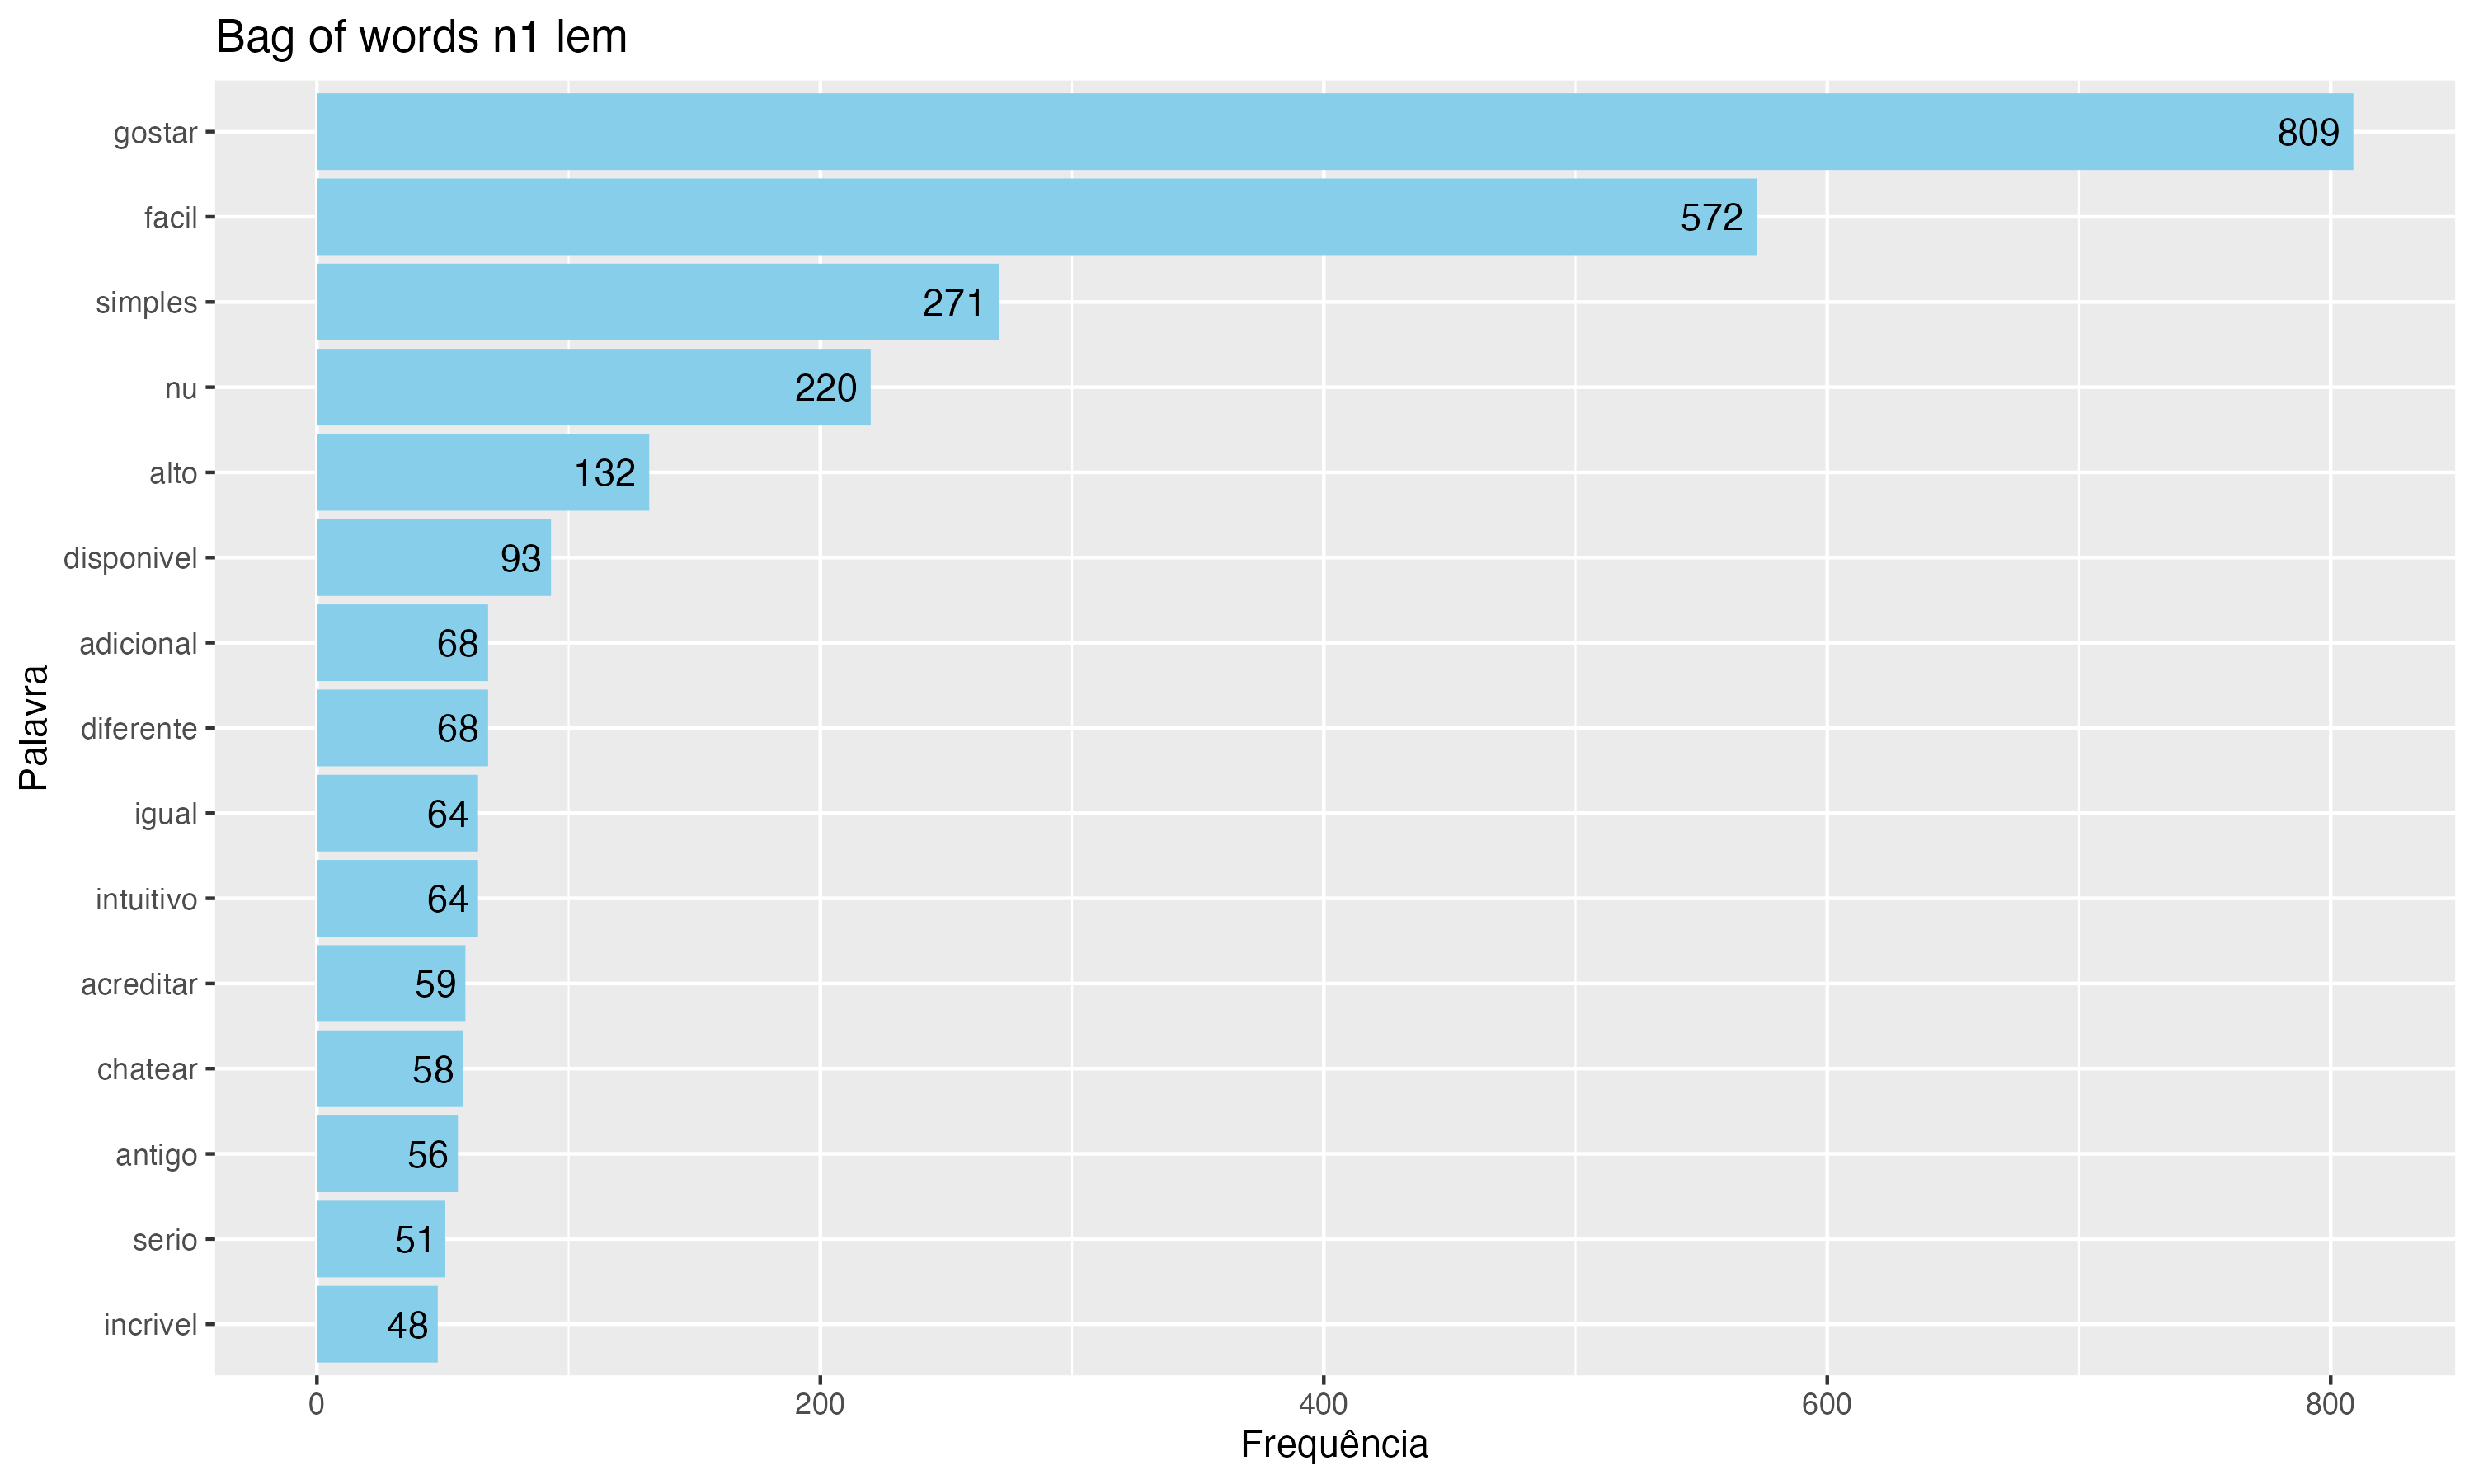 Bag of words n1 lem
Palavra
gostar 809
facil 572
simples 271
nu 220
alto 132
disponivel 93
adicional 68
diferente 68
igual 64
intuitivo 64
acreditar 59
chatear 58
antigo 56
serio 51
incrivel 48
0 200 400 600 800
Frequência